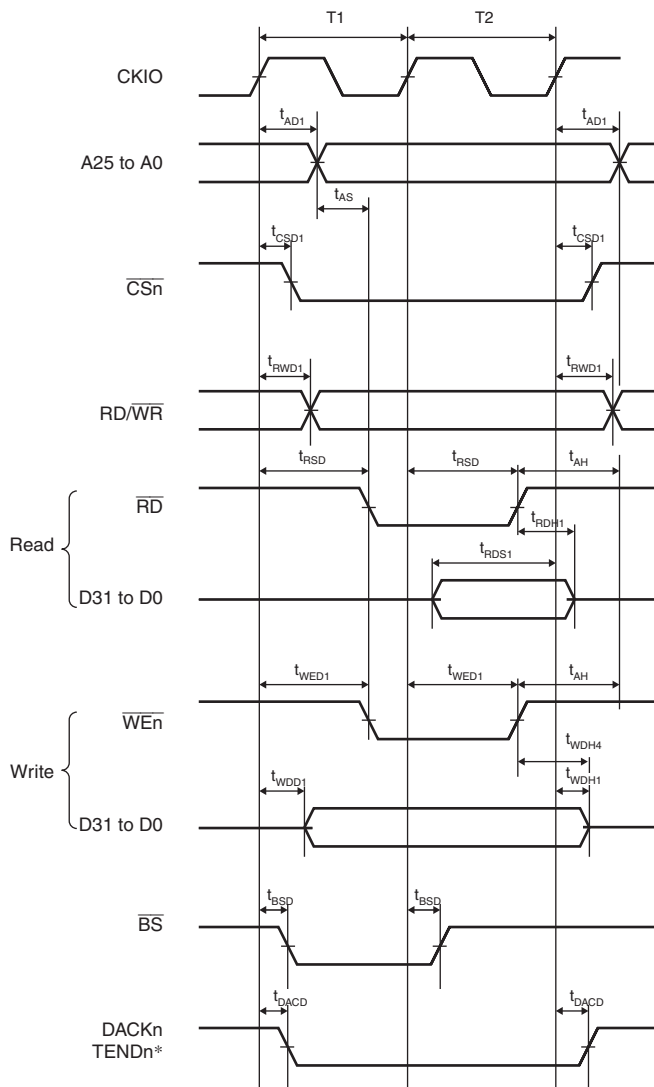 T1 T2
CKIO
tAD1 tAD1
A25 to A0
tAS
tCSD1 tCSD1
CSn
tRWD1 tRWD1
RD/WR
tRSD tRSD tAH
RD
tRDH1
Read
tRDS1
D31 to D0
tWED1 tWED1 tAH
WEn
tWDH4
Write
tWDD1 tWDH1
D31 to D0
tBSD tBSD
BS
tDACD tDACD
DACKn
TENDn*